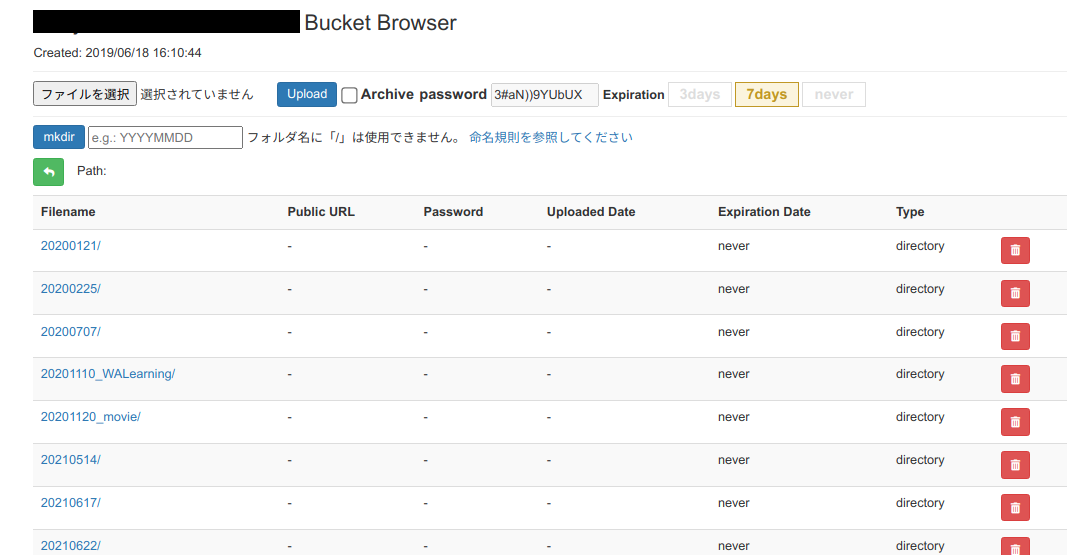 Bucket Browser
Created: 2019/06/18 16:10:44
ファイルを選択 選択されていません Upload Archive password 3#aN))9YUbUX Expiration 3days 7days never
mkdir e.g.: YYYYMMDD フォルダ名に「/」は使用できません。 命名規則を参照してください
Path:
Filename Public URL Password Uploaded Date Expiration Date Type
20200121/ - - - never directory
20200225/ - - - never directory
20200707/ - - - never directory
20201110_WALearning/ - - - never directory
20201120_movie/ - - - never directory
20210514/ - - - never directory
20210617/ - - - never directory
20210622/ - - - never directory